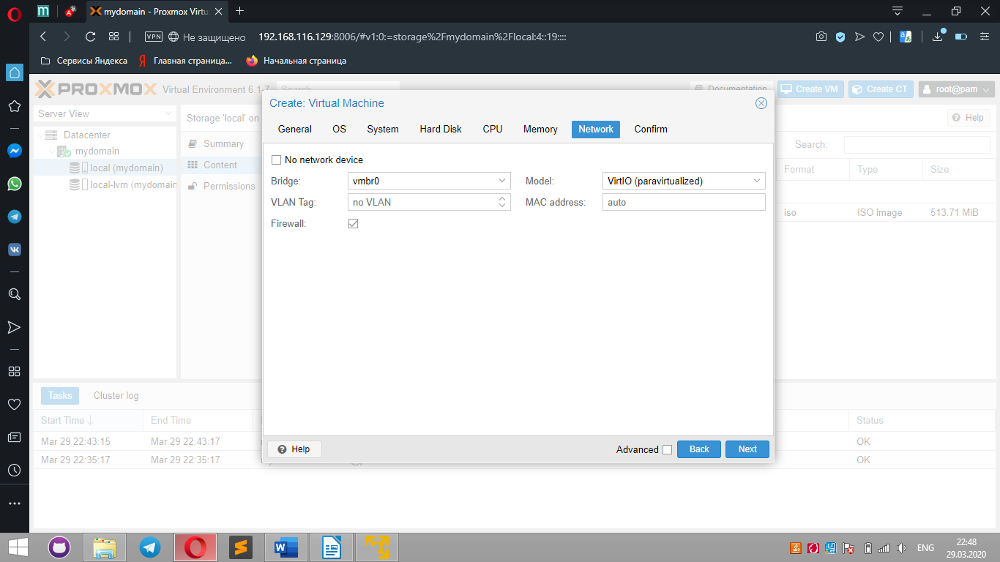 mydomain - Proxmox Virtu
VPN
Не защищено
192.168.116.129:8006/#v1:0:=storage%2Fmydomain%2Flocal:4::19::::
Сервисы Яндекса
Главная страница...
Начальная страница
PROXMOX
Virtual Environment 6.1-7
Search
Documentation
Create VM
Create CT
root@pam
Server View
Storage 'local' on
Help
Datacenter
mydomain
local (mydomain)
local-lvm (mydomain
Summary
Content
Permissions
Search:
Format
Type
Size
iso
ISO image
513.71 MiB
Create: Virtual Machine
General
OS
System
Hard Disk
CPU
Memory
Network
Confirm
No network device
Bridge:
vmbr0
Model:
VirtIO (paravirtualized)
VLAN Tag:
no VLAN
MAC address:
auto
Firewall:
Help
Advanced
Back
Next
Tasks
Cluster log
Start Time
End Time
Status
Mar 29 22:43:15
Mar 29 22:43:17
OK
Mar 29 22:35:17
Mar 29 22:35:17
OK
ENG
22:48
29.03.2020